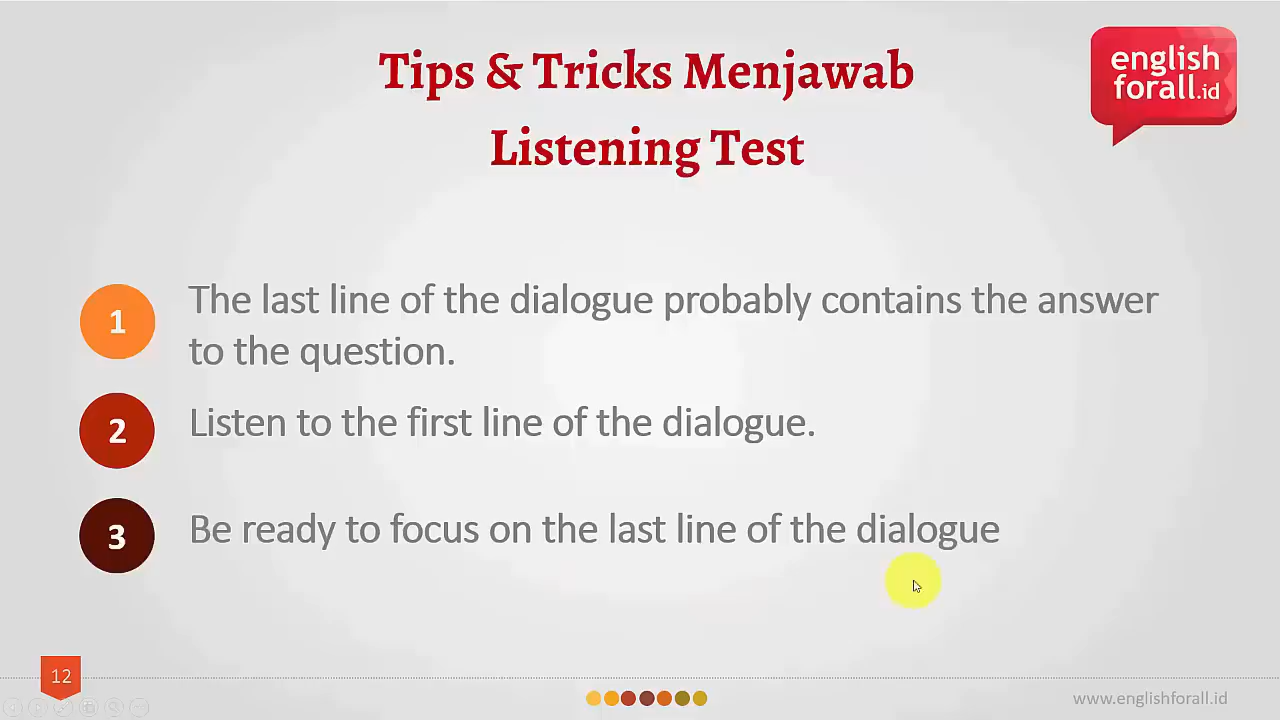 Tips & Tricks Menjawab
Listening Test
english
forall.id
1
The last line of the dialogue probably contains the answer
to the question.
2
Listen to the first line of the dialogue.
3
Be ready to focus on the last line of the dialogue
12
www.englishforall.id